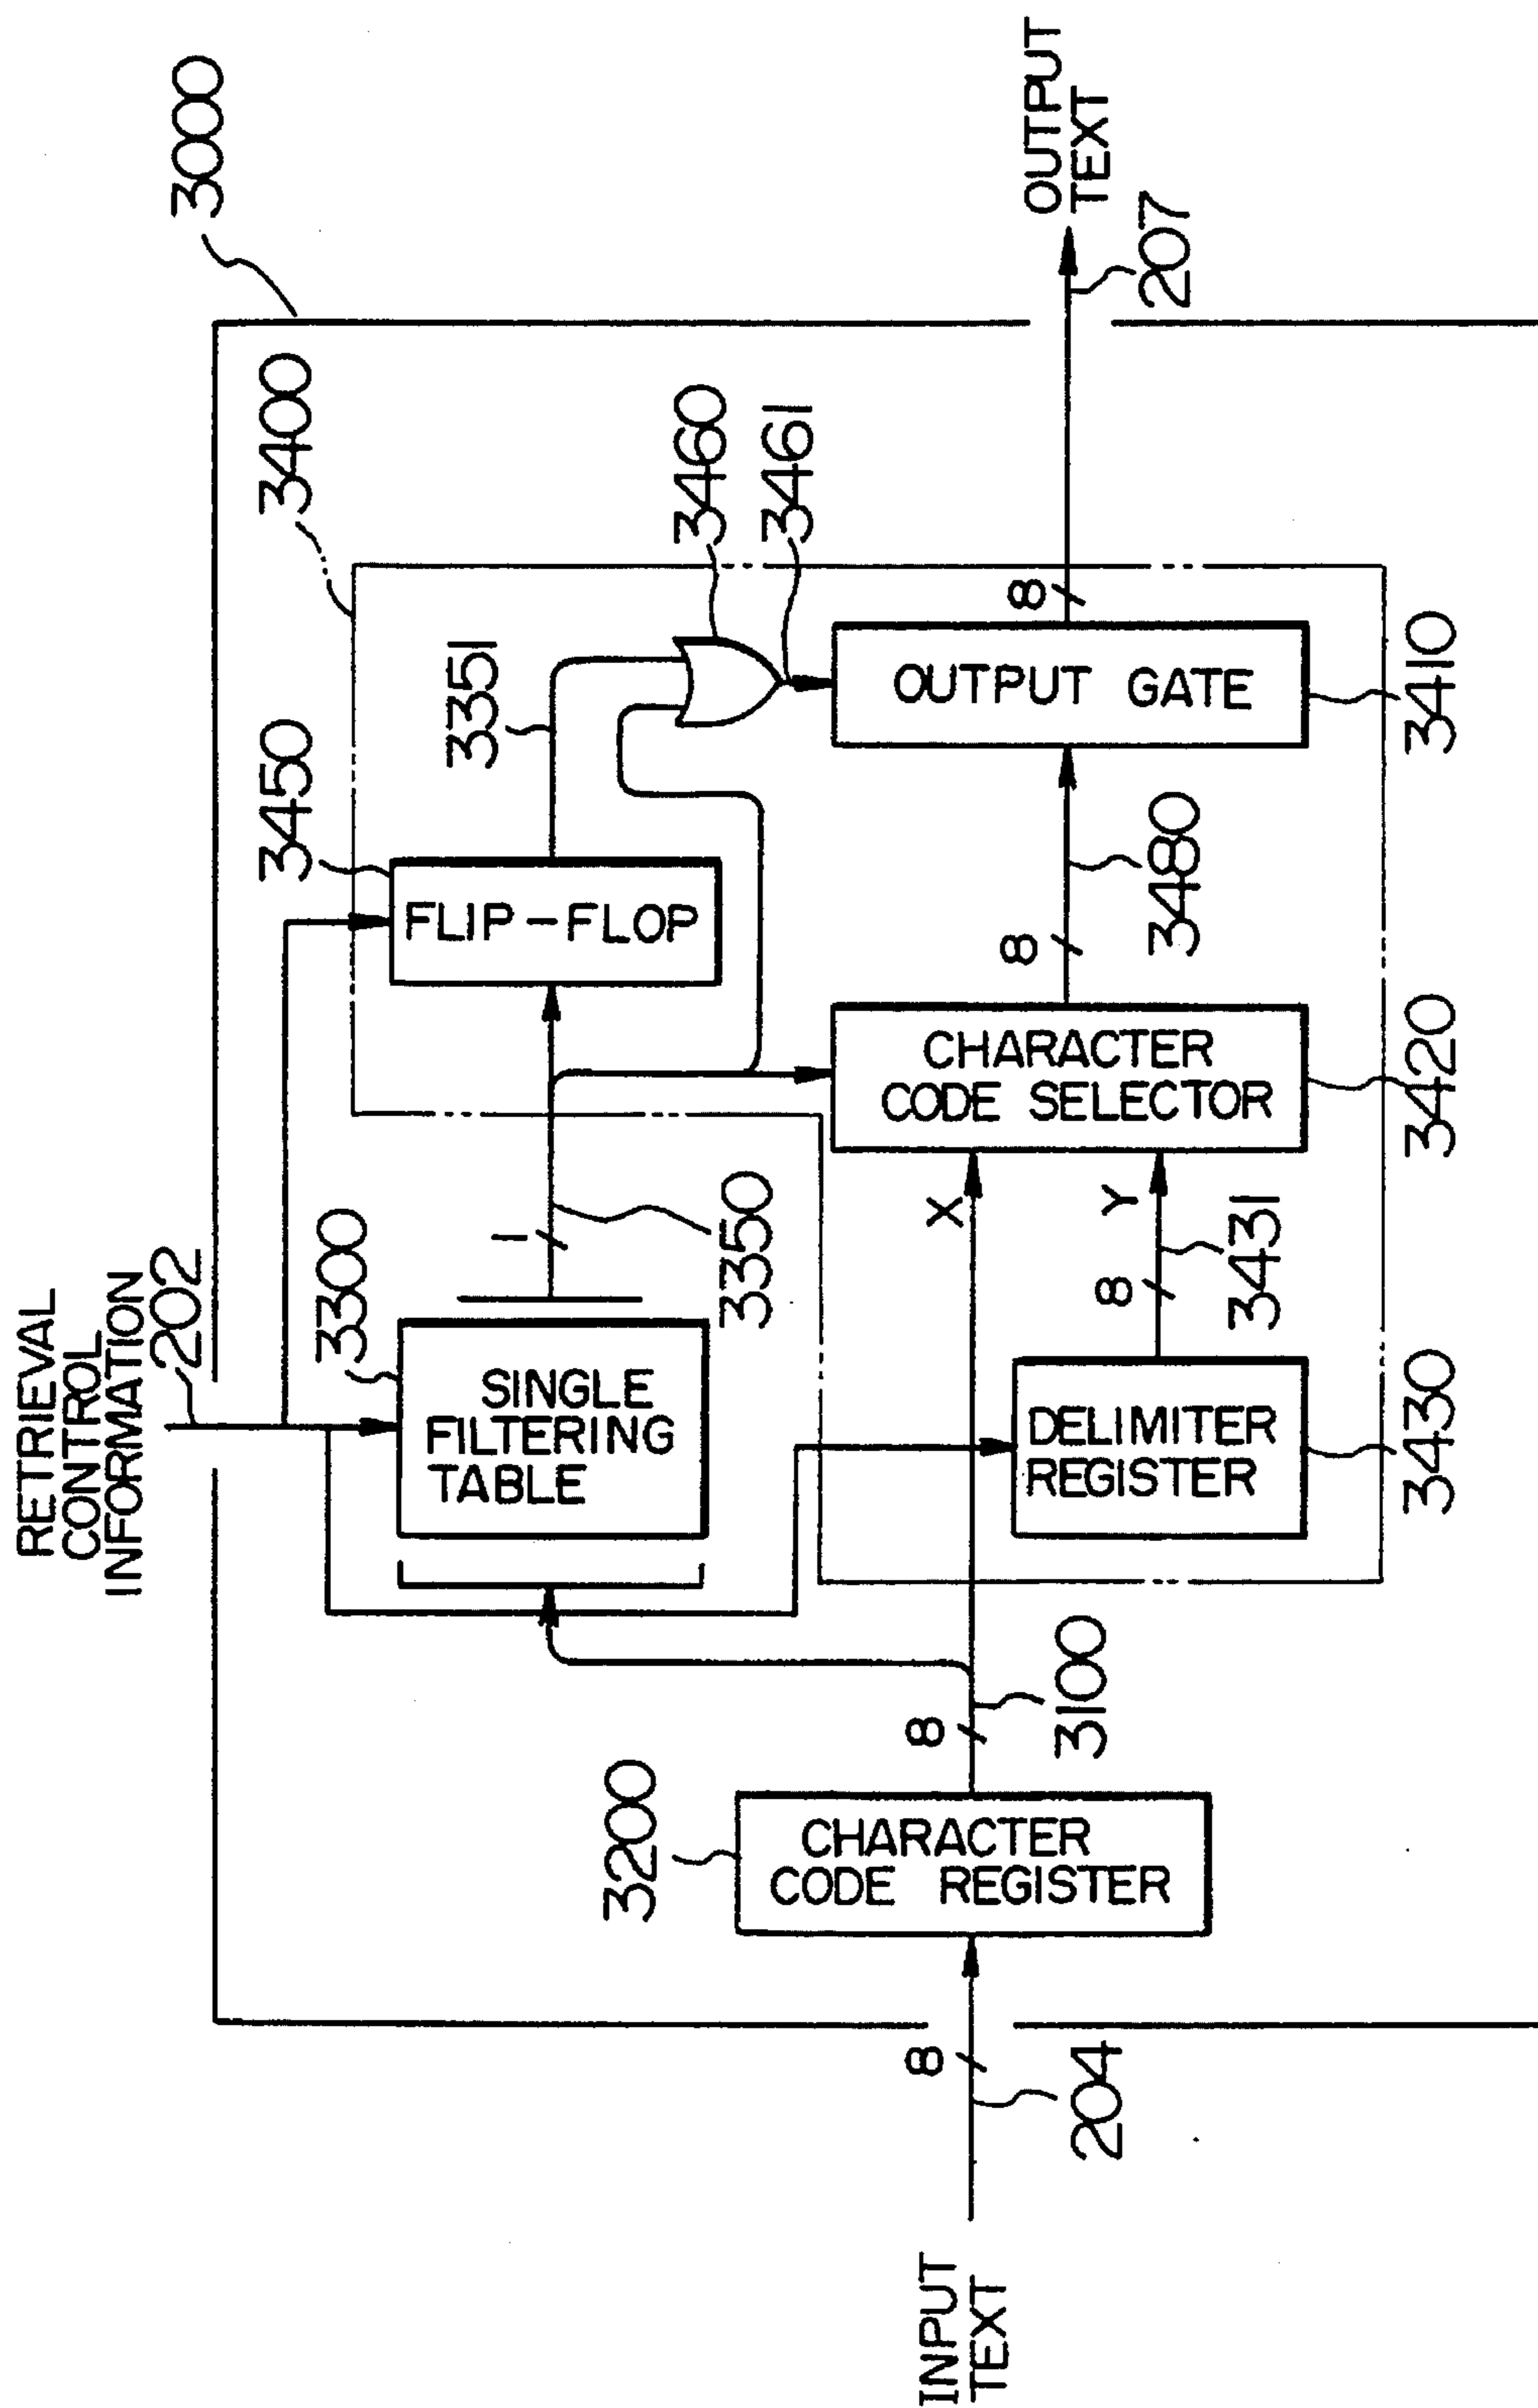 RETRIEVAL
CONTROL
INFORMATION
202
3000
3400
3450
3300
3351
3460
3461
FLIP-FLOP
SINGLE
FILTERING
TABLE
1
3350
3200
CHARACTER
CODE REGISTER
INPUT
TEXT
8
204
8
3100
X
Y
8
3431
DELIMITER
REGISTER
3430
CHARACTER
CODE SELECTOR
3420
8
3480
OUTPUT GATE
3410
8
OUTPUT
TEXT
207